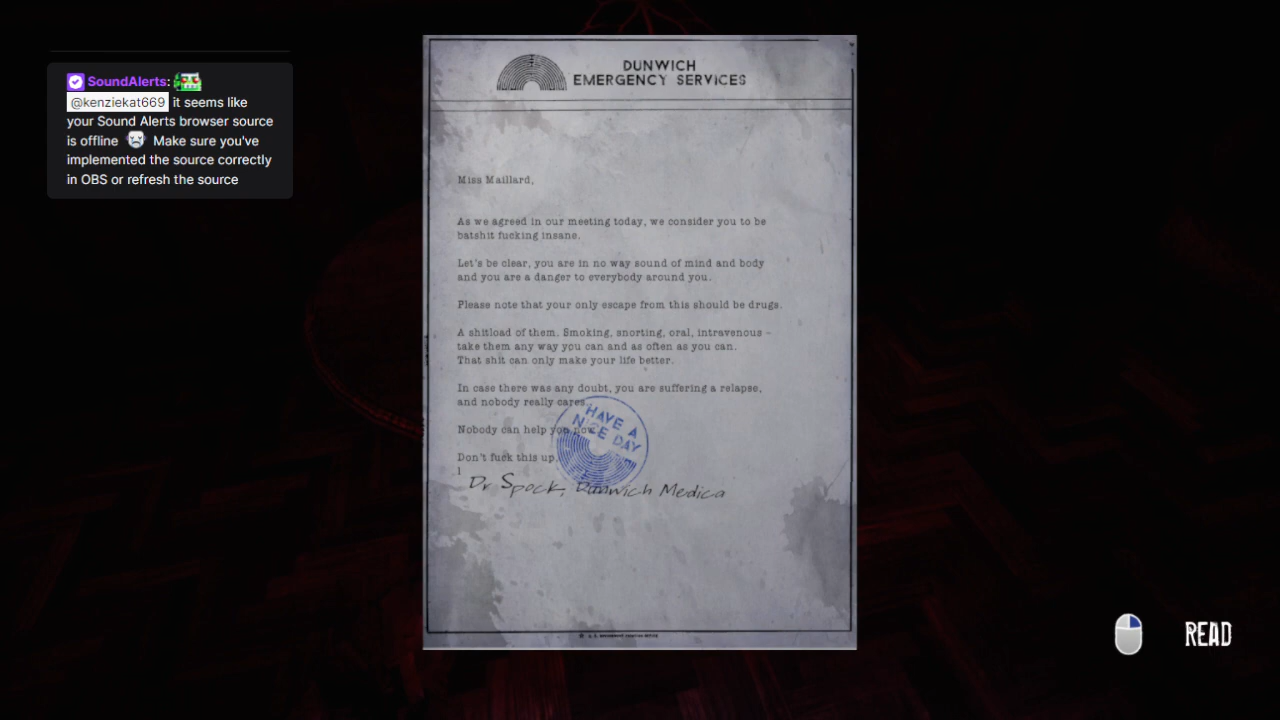 SoundAlerts:
@kenziekat669 it seems like
your Sound Alerts browser source
is offline Make sure you've
implemented the source correctly
in OBS or refresh the source
DUNWICH
EMERGENCY SERVICES
Miss Maillard,
As we agreed in our meeting today, we consider you to be
batshit fucking insane.
Let's be clear, you are in no way sound of mind and body
and you are a danger to everybody around you.
Please note that your only escape from this should be drugs.
A shitload of them. Smoking, snorting, oral, intravenous -
take them any way you can and as often as you can.
That shit can only make your life better.
In case there was any doubt, you are suffering a relapse,
and nobody really cares.
Nobody can help you now.
Don't fuck this up,
HAVE A
NICE DAY
Dr Spock, Dunwich Medica
READ